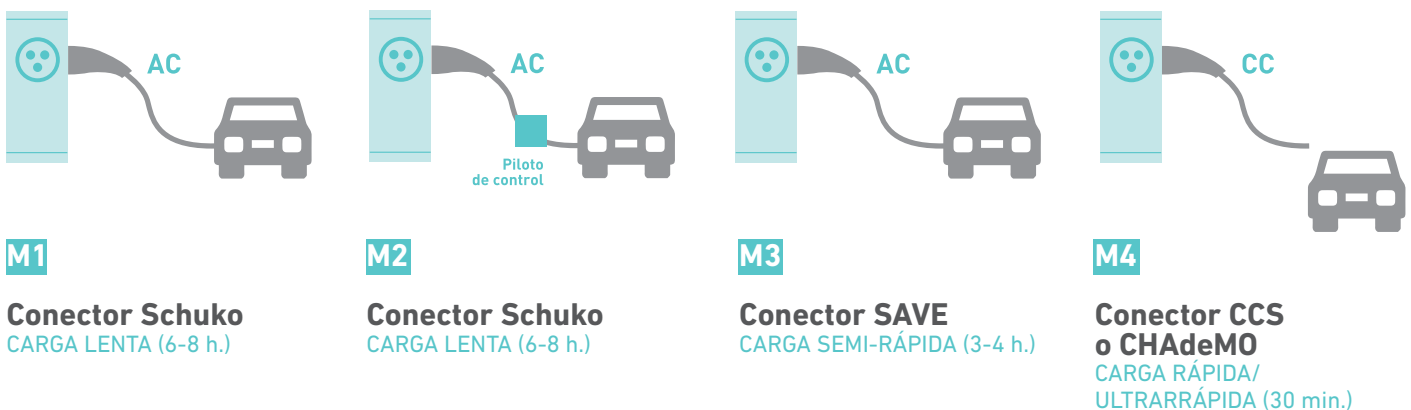 AC
M1
Conector Schuko
CARGA LENTA (6-8 h.)
AC
Piloto
de control
M2
Conector Schuko
CARGA LENTA (6-8 h.)
AC
M3
Conector SAVE
CARGA SEMI-RÁPIDA (3-4 h.)
CC
M4
Conector CCS
o CHAdeMO
CARGA RÁPIDA/
ULTRARRÁPIDA (30 min.)